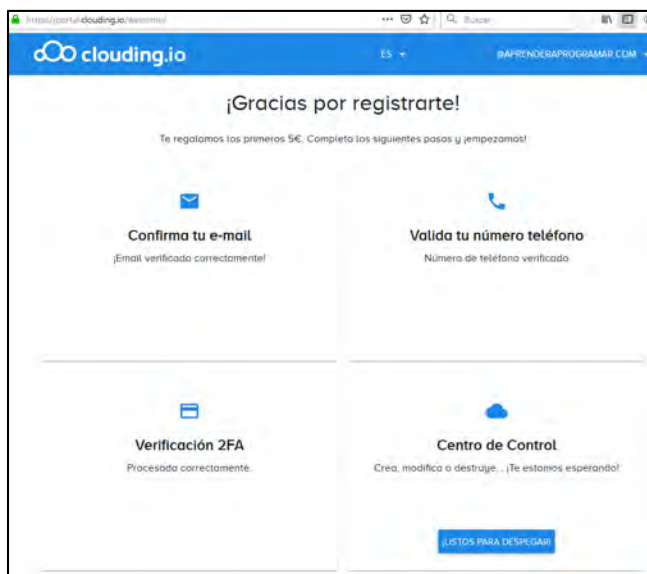 https://portal.clouding.io/welcome/
Buscar
clouding.io
ES
@APRENDERAPROGRAMAR.COM
¡Gracias por registrarte!
Te regalamos los primeros 5€. Completa los siguientes pasos y ¡empezamos!
Confirma tu e-mail
¡Email verificado correctamente!
Valida tu número teléfono
Número de teléfono verificado.
Verificación 2FA
Procesada correctamente.
Centro de Control
Crea, modifica o destruye... ¡Te estamos esperando!
¡LISTOS PARA DESPEGAR!